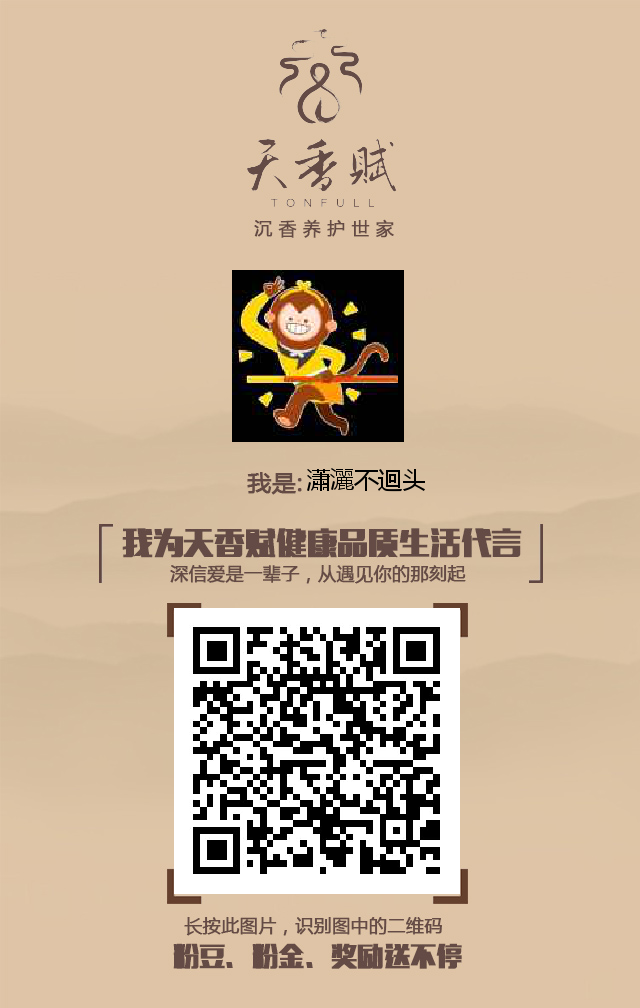 天香赋
TONFULL
沉香养护世家
我是:瀟灑不迴头
我为天香赋健康品质生活代言
深信爱是一辈子，从遇见你的那刻起
长按此图片，识别图中的二维码
粉豆、粉金、奖励送不停